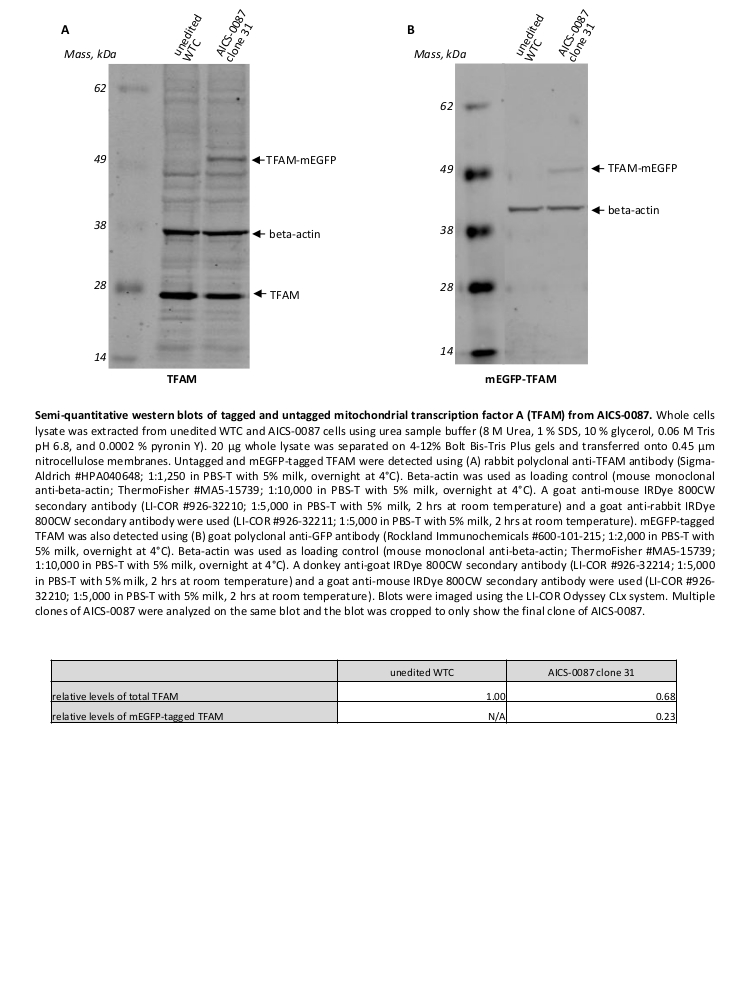 A
B
unedited
WTC
AICS-0087
clone 31
unedited
WTC
AICS-0087
clone 31
Mass, kDa
Mass, kDa
62
49
38
28
14
TFAM-mEGFP
beta-actin
TFAM
62
49
38
28
14
TFAM-mEGFP
beta-actin
TFAM
mEGFP-TFAM
Semi-quantitative western blots of tagged and untagged mitochondrial transcription factor A (TFAM) from AICS-0087. Whole cells
lysate was extracted from unedited WTC and AICS-0087 cells using urea sample buffer (8 M Urea, 1 % SDS, 10 % glycerol, 0.06 M Tris
pH 6.8, and 0.0002 % pyronin Y). 20 µg whole lysate was separated on 4-12% Bolt Bis-Tris Plus gels and transferred onto 0.45 µm
nitrocellulose membranes. Untagged and mEGFP-tagged TFAM were detected using (A) rabbit polyclonal anti-TFAM antibody (Sigma-
Aldrich #HPA040648; 1:1,250 in PBS-T with 5% milk, overnight at 4°C). Beta-actin was used as loading control (mouse monoclonal
anti-beta-actin; ThermoFisher #MA5-15739; 1:10,000 in PBS-T with 5% milk, overnight at 4°C). A goat anti-mouse IRDye 800CW
secondary antibody (LI-COR #926-32210; 1:5,000 in PBS-T with 5% milk, 2 hrs at room temperature) and a goat anti-rabbit IRDye
800CW secondary antibody were used (LI-COR #926-32211; 1:5,000 in PBS-T with 5% milk, 2 hrs at room temperature). mEGFP-tagged
TFAM was also detected using (B) goat polyclonal anti-GFP antibody (Rockland Immunochemicals #600-101-215; 1:2,000 in PBS-T with
5% milk, overnight at 4°C). Beta-actin was used as loading control (mouse monoclonal anti-beta-actin; ThermoFisher #MA5-15739;
1:10,000 in PBS-T with 5% milk, overnight at 4°C). A donkey anti-goat IRDye 800CW secondary antibody (LI-COR #926-32214; 1:5,000
in PBS-T with 5% milk, 2 hrs at room temperature) and a goat anti-mouse IRDye 800CW secondary antibody were used (LI-COR #926-
32210; 1:5,000 in PBS-T with 5% milk, 2 hrs at room temperature). Blots were imaged using the LI-COR Odyssey CLx system. Multiple
clones of AICS-0087 were analyzed on the same blot and the blot was cropped to only show the final clone of AICS-0087.
unedited WTC AICS-0087 clone 31
relative levels of total TFAM 1.00 0.68
relative levels of mEGFP-tagged TFAM N/A 0.23